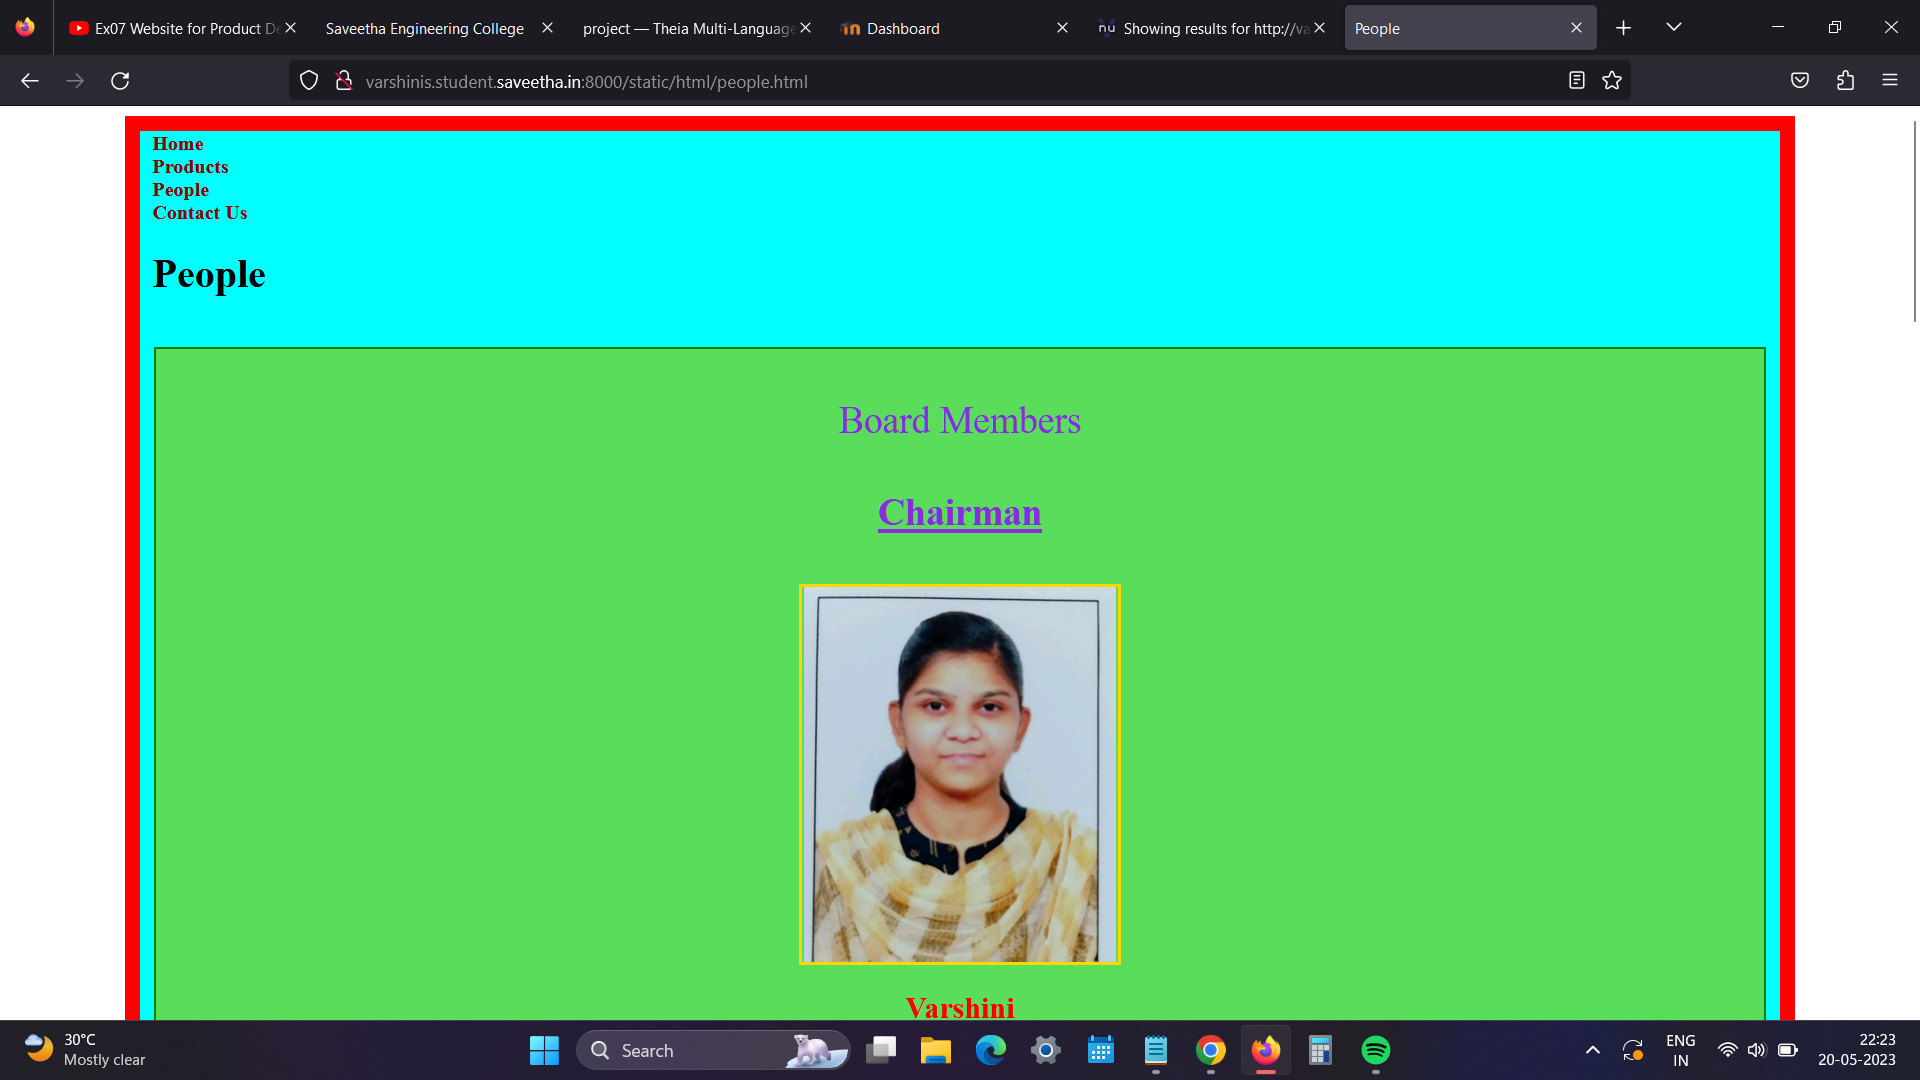 Ex07 Website for Product De
Saveetha Engineering College
project — Theia Multi-Language
Dashboard
nu Showing results for http://va
People
varshinis.student.saveetha.in:8000/static/html/people.html
Home
Products
People
Contact Us
People
Board Members
Chairman
Varshini
30°C
Mostly clear
Search
ENG
IN
22:23
20-05-2023